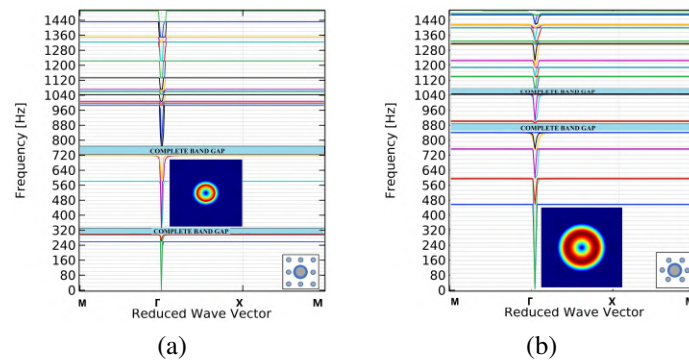 1440
1360
1280
1200
1120
1040
960
880
800
720
640
560
480
400
320
240
160
80
0
Frequency [Hz]
COMPLETE BAND GAP
COMPLETE BAND GAP
M
Γ
X
M
Reduced Wave Vector
(a)
1440
1360
1280
1200
1120
1040
960
880
800
720
640
560
480
400
320
240
160
80
0
Frequency [Hz]
COMPLETE BAND GAP
COMPLETE BAND GAP
M
Γ
X
M
Reduced Wave Vector
(b)